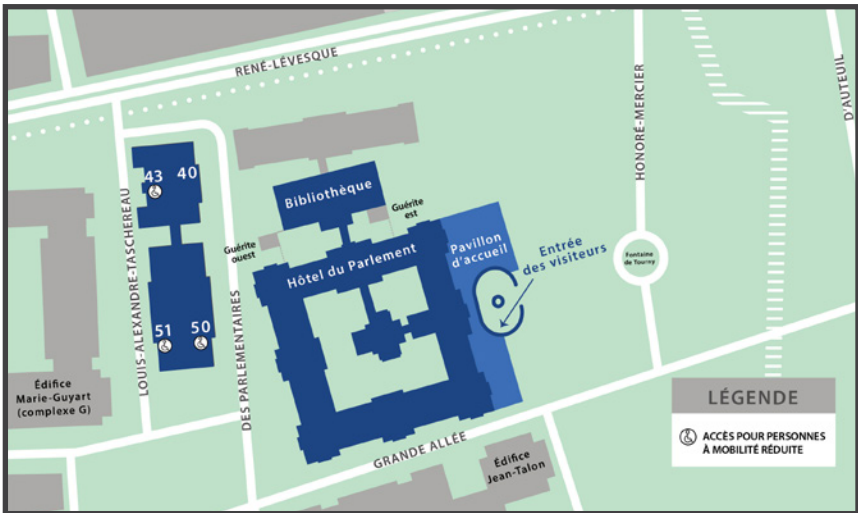 RENÉ-LÉVESQUE
HONORÉ-MERCIER
D'AUTEUIL
43 40
Bibliothèque
Guérite
est
Guérite
ouest
Hôtel du Parlement
Pavillon
d'accueil
Entrée
des visiteurs
Fontaine
de Tourny
LOUIS-ALEXANDRE-TASCHEREAU
DES PARLEMENTAIRES
51 50
Édifice
Marie-Guyart
(complexe G)
GRANDE ALLÉE
Édifice
Jean-Talon
LÉGENDE
ACCÈS POUR PERSONNES
À MOBILITÉ RÉDUITE